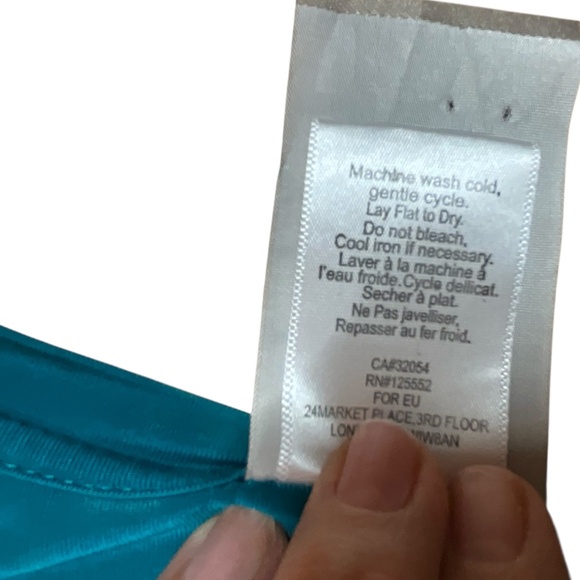 Machine wash cold,
gentle cycle.
Lay Flat to Dry.
Do not bleach,
Cool iron if necessary.
Laver à la machine á
l'eau froide.Cycle dellicat.
Secher à plat.
Ne Pas javelliser,
Repasser au fer froid.
CA#32054
RN#125552
FOR EU
24MARKET PLACE,3RD FLOOR